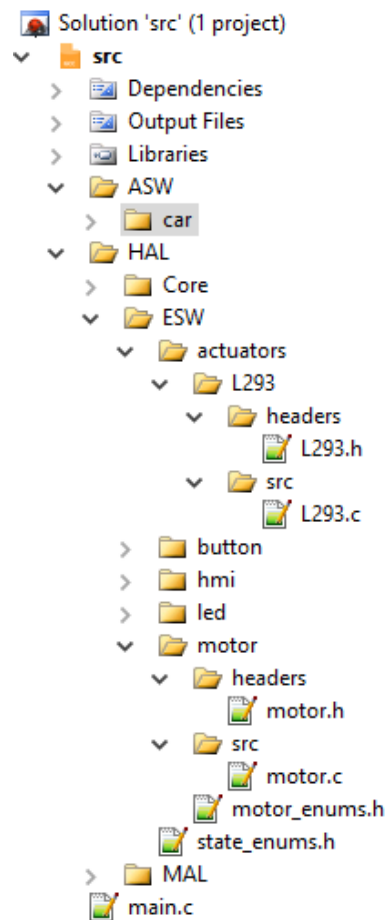 Solution 'src' (1 project)
src
Dependencies
Output Files
Libraries
ASW
car
HAL
Core
ESW
actuators
L293
headers
L293.h
src
L293.c
button
hmi
led
motor
headers
motor.h
src
motor.c
motor_enums.h
state_enums.h
MAL
main.c